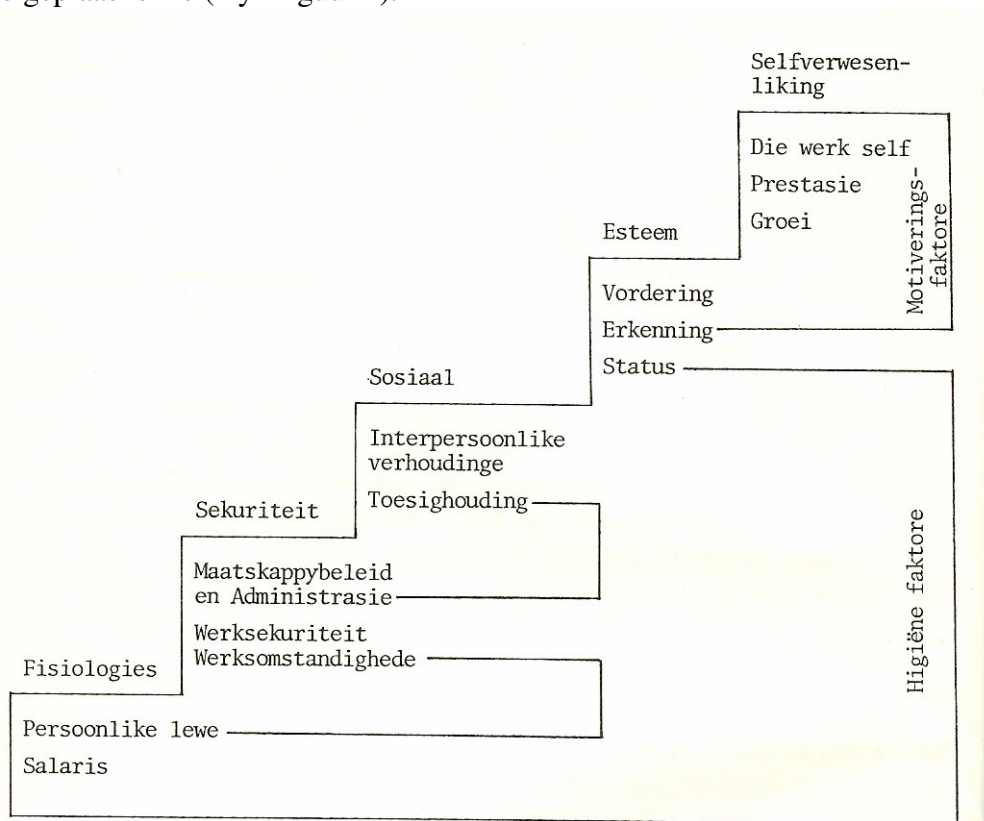 Selfverwesen-
liking
Die werk self
Prestasie
Groei
Motiverings-
faktore
Esteem
Vordering
Erkenning
Status
Sosiaal
Interpersoonlike
verhoudinge
Toesighouding
Sekuriteit
Maatskappybeleid
en Administrasie
Werksekuriteit
Werksomstandighede
Higiëne faktore
Fisiologies
Persoonlike lewe
Salaris